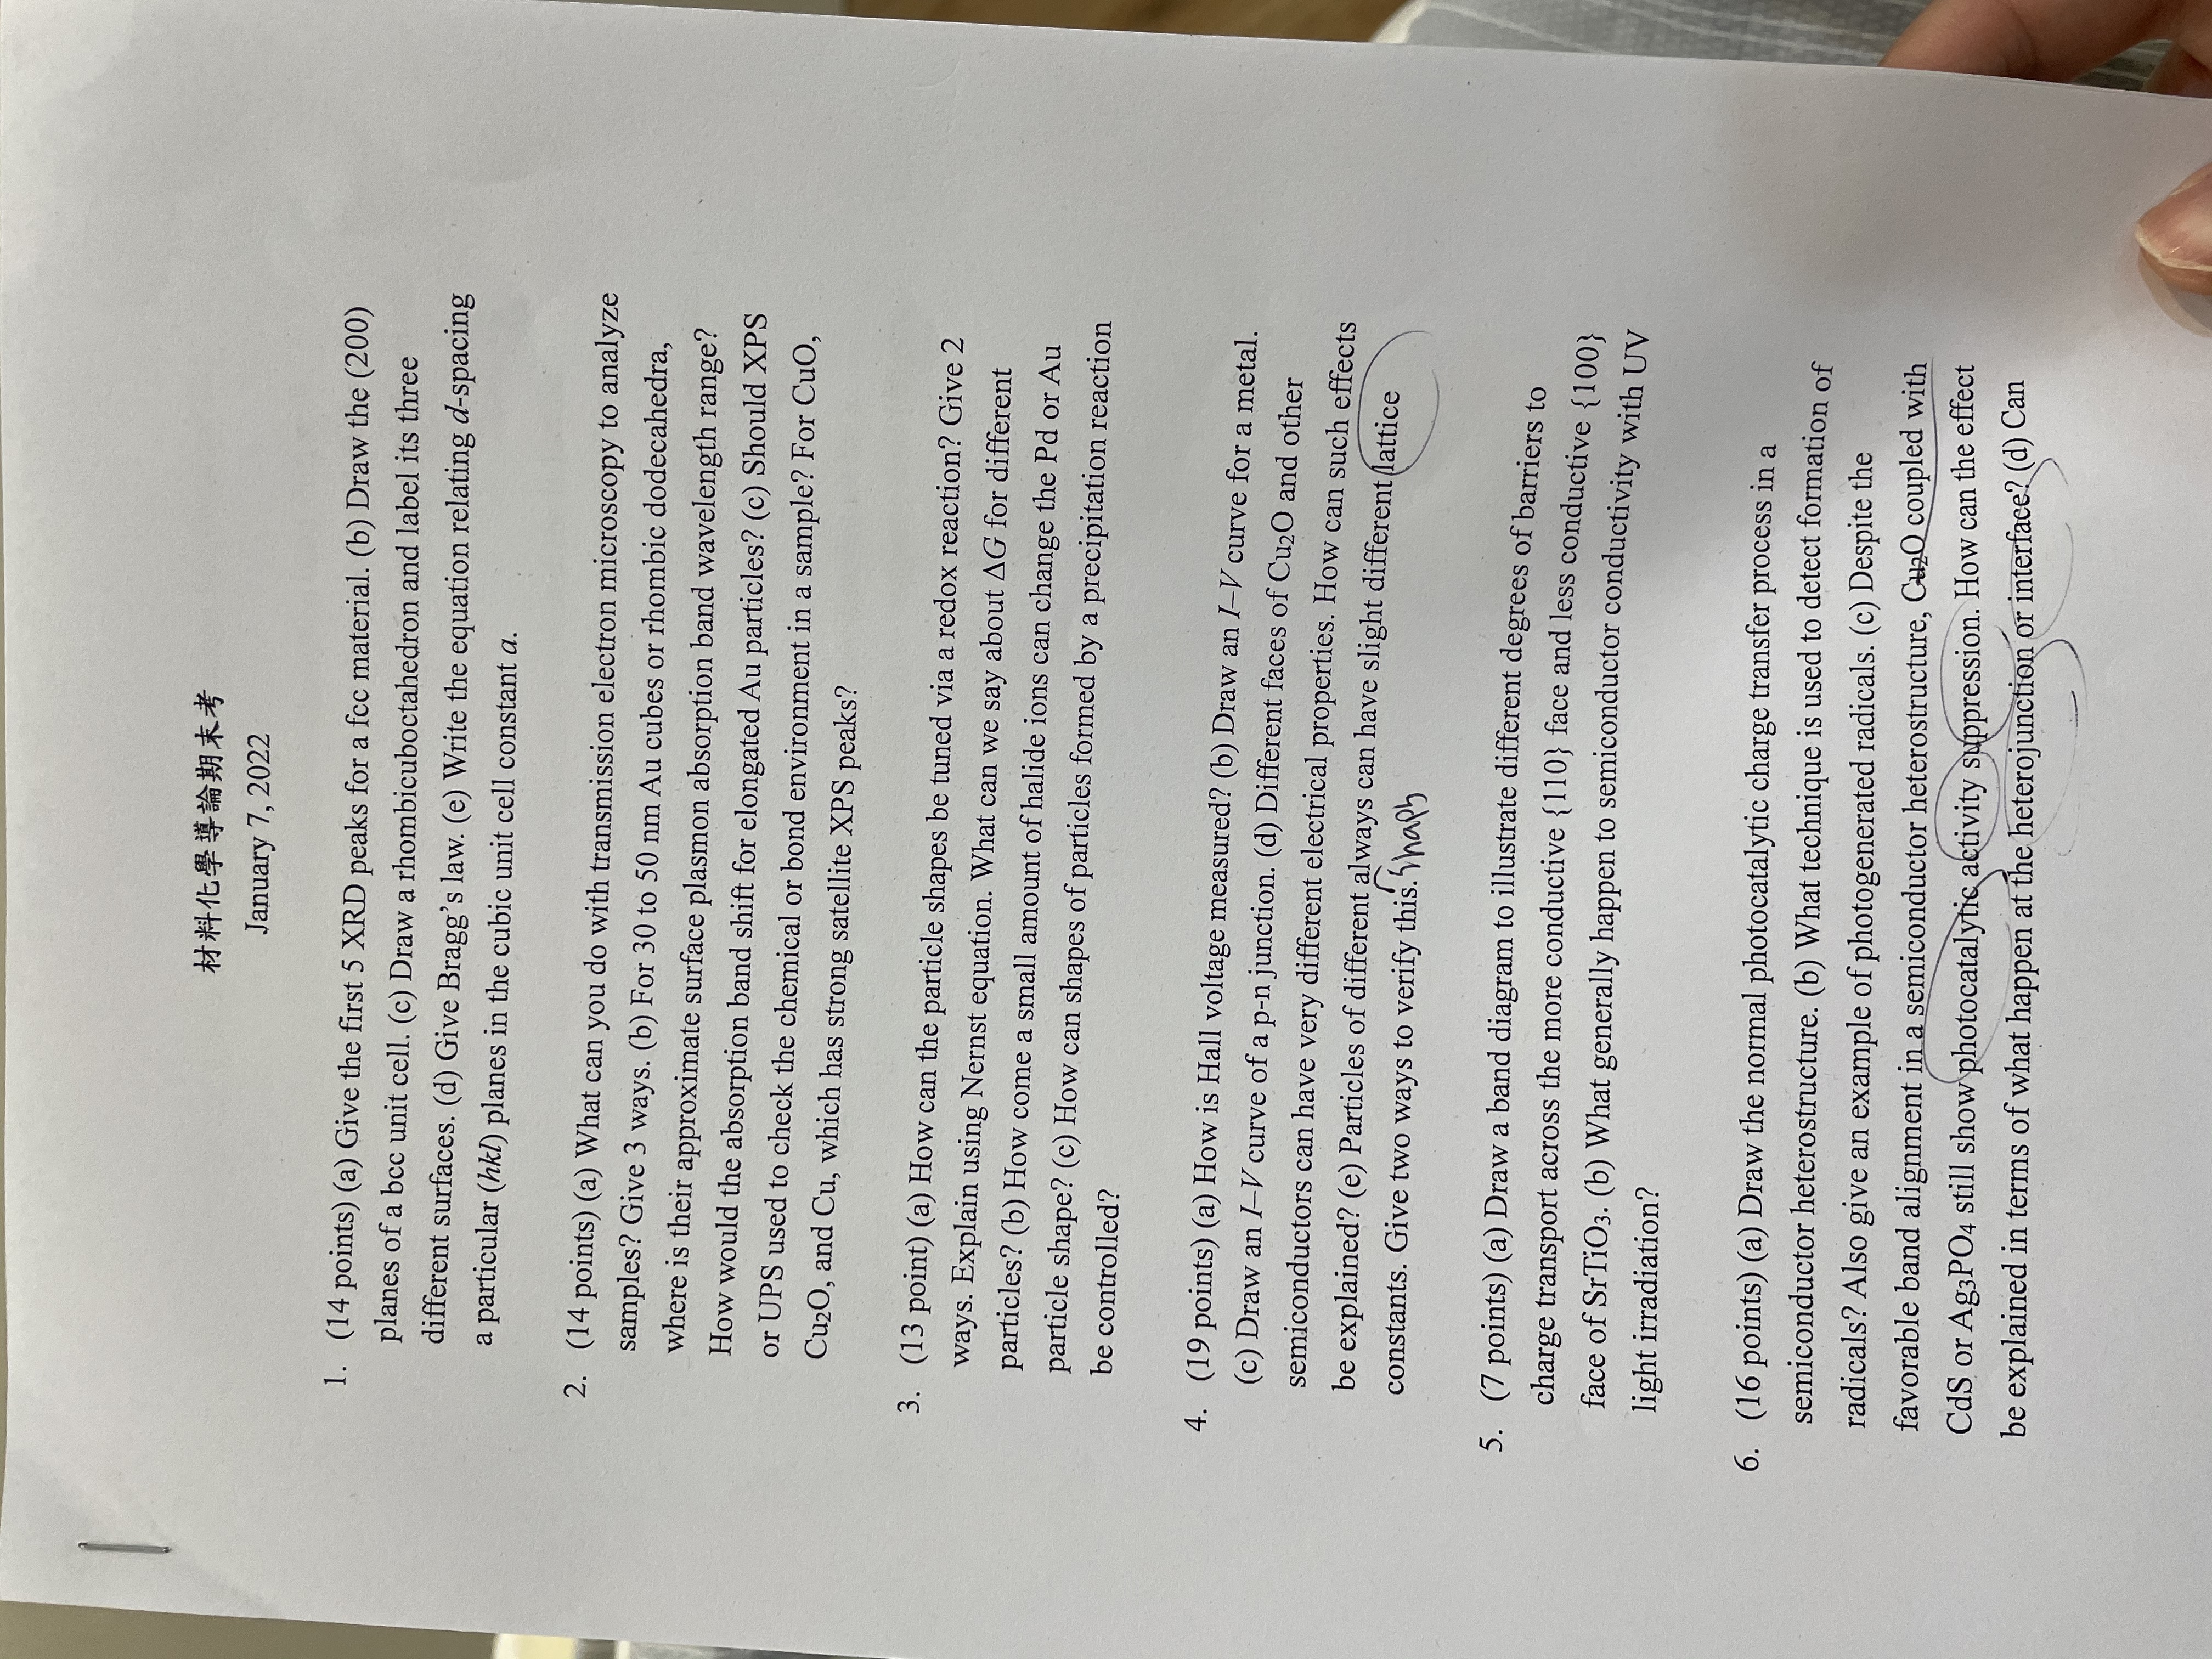 材料化學導論期末考
January 7, 2022
1. (14 points) (a) Give the first 5 XRD peaks for a fcc material. (b) Draw the (200)
planes of a bcc unit cell. (c) Draw a rhombicuboctahedron and label its three
different surfaces. (d) Give Bragg's law. (e) Write the equation relating d-spacing
a particular (hkl) planes in the cubic unit cell constant a.
2. (14 points) (a) What can you do with transmission electron microscopy to analyze
samples? Give 3 ways. (b) For 30 to 50 nm Au cubes or rhombic dodecahedra,
where is their approximate surface plasmon absorption band wavelength range?
How would the absorption band shift for elongated Au particles? (c) Should XPS
or UPS used to check the chemical or bond environment in a sample? For CuO,
Cu₂O, and Cu, which has strong satellite XPS peaks?
3. (13 point) (a) How can the particle shapes be tuned via a redox reaction? Give 2
ways. Explain using Nernst equation. What can we say about ΔG for different
particles? (b) How come a small amount of halide ions can change the Pd or Au
particle shape? (c) How can shapes of particles formed by a precipitation reaction
be controlled?
4. (19 points) (a) How is Hall voltage measured? (b) Draw an I–V curve for a metal.
(c) Draw an I–V curve of a p-n junction. (d) Different faces of Cu₂O and other
semiconductors can have very different electrical properties. How can such effects
be explained? (e) Particles of different always can have slight different lattice
constants. Give two ways to verify this.
5. (7 points) (a) Draw a band diagram to illustrate different degrees of barriers to
charge transport across the more conductive {110} face and less conductive {100}
face of SrTiO₃. (b) What generally happen to semiconductor conductivity with UV
light irradiation?
6. (16 points) (a) Draw the normal photocatalytic charge transfer process in a
semiconductor heterostructure. (b) What technique is used to detect formation of
radicals? Also give an example of photogenerated radicals. (c) Despite the
favorable band alignment in a semiconductor heterostructure, Cu₂O coupled with
CdS or Ag₃PO₄ still show photocatalytic activity suppression. How can the effect
be explained in terms of what happen at the heterojunction or interface? (d) Can